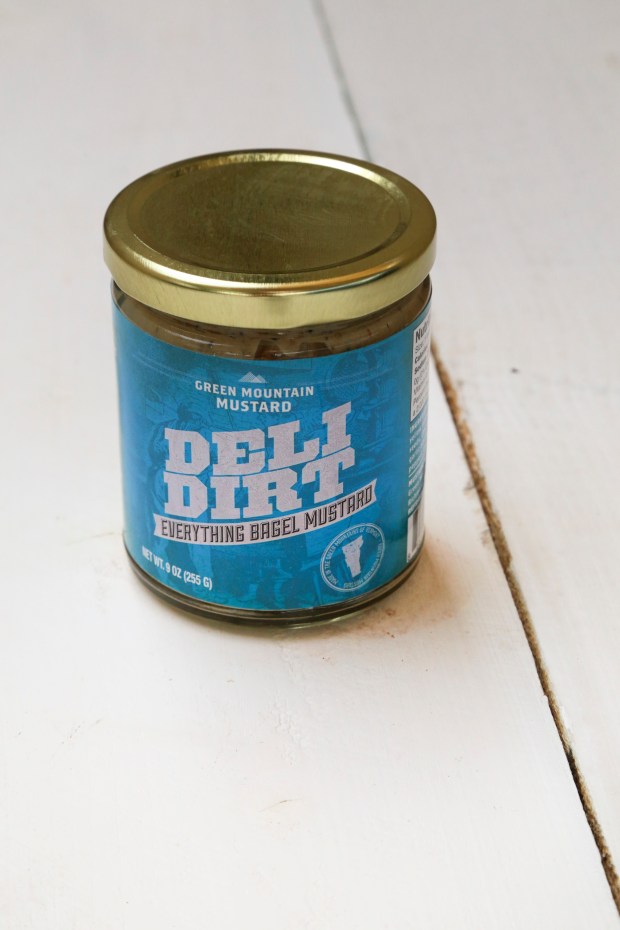 GREEN MOUNTAIN
MUSTARD
DELI
DIRT
EVERYTHING BAGEL MUSTARD
NET WT. 9 OZ (255 G)